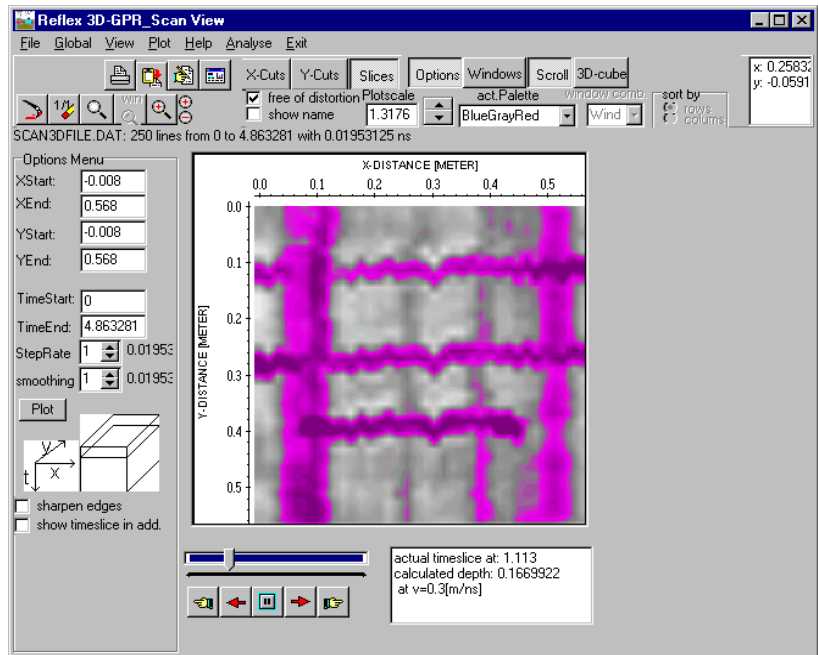 Reflex 3D-GPR_Scan View
File Global View Plot Help Analyse Exit
X-Cuts Y-Cuts Slices Options Windows Scroll 3D-cube
x: 0.25832
y: -0.0591
free of distortion Plotscale act.Palette window comb. sort by
show name 1.3176 BlueGrayRed Wind rows
colums
1/2 win
SCAN3DFILE.DAT: 250 lines from 0 to 4.863281 with 0.01953125 ns
Options Menu
XStart: -0.008
XEnd: 0.568
YStart: -0.008
YEnd: 0.568
TimeStart: 0
TimeEnd: 4.863281
StepRate 1 0.01953
smoothing 1 0.01953
Plot
y
x
t
sharpen edges
show timeslice in add.
X-DISTANCE [METER]
0.0 0.1 0.2 0.3 0.4 0.5
Y-DISTANCE [METER]
0.0
0.1
0.2
0.3
0.4
0.5
actual timeslice at: 1.113
calculated depth: 0.1669922
at v=0.3[m/ns]